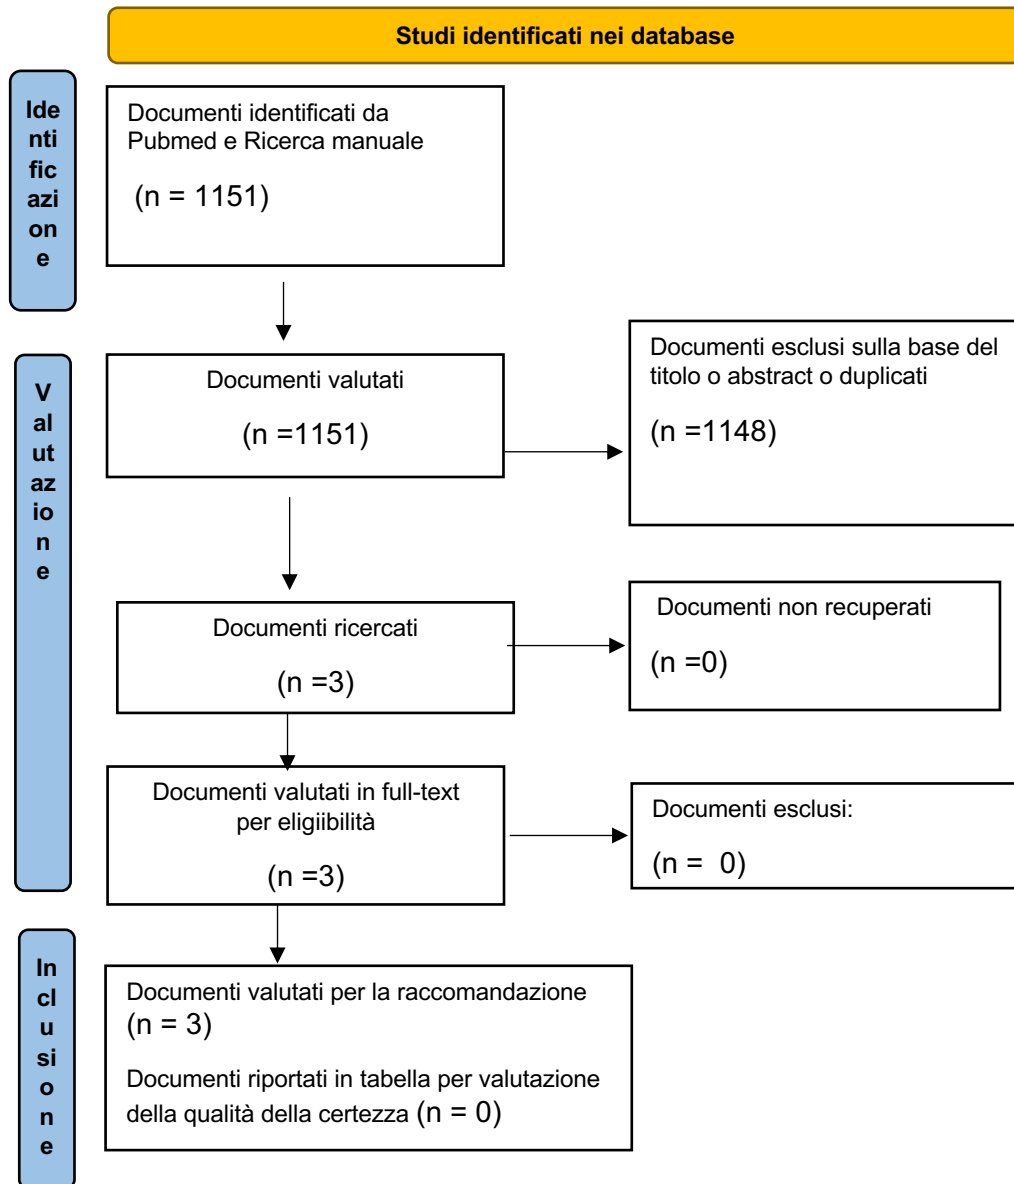 Studi identificati nei database
Ide
nti
fic
azi
on
e
Documenti identificati da
Pubmed e Ricerca manuale
(n = 1151)
V
al
ut
az
io
n
e
Documenti valutati
(n =1151)
Documenti esclusi sulla base del
titolo o abstract o duplicati
(n =1148)
Documenti ricercati
(n =3)
Documenti non recuperati
(n =0)
Documenti valutati in full-text
per eligiibilità
(n =3)
Documenti esclusi:
(n = 0)
In
cl
u
si
o
n
e
Documenti valutati per la raccomandazione
(n = 3)
Documenti riportati in tabella per valutazione
della qualità della certezza (n = 0)